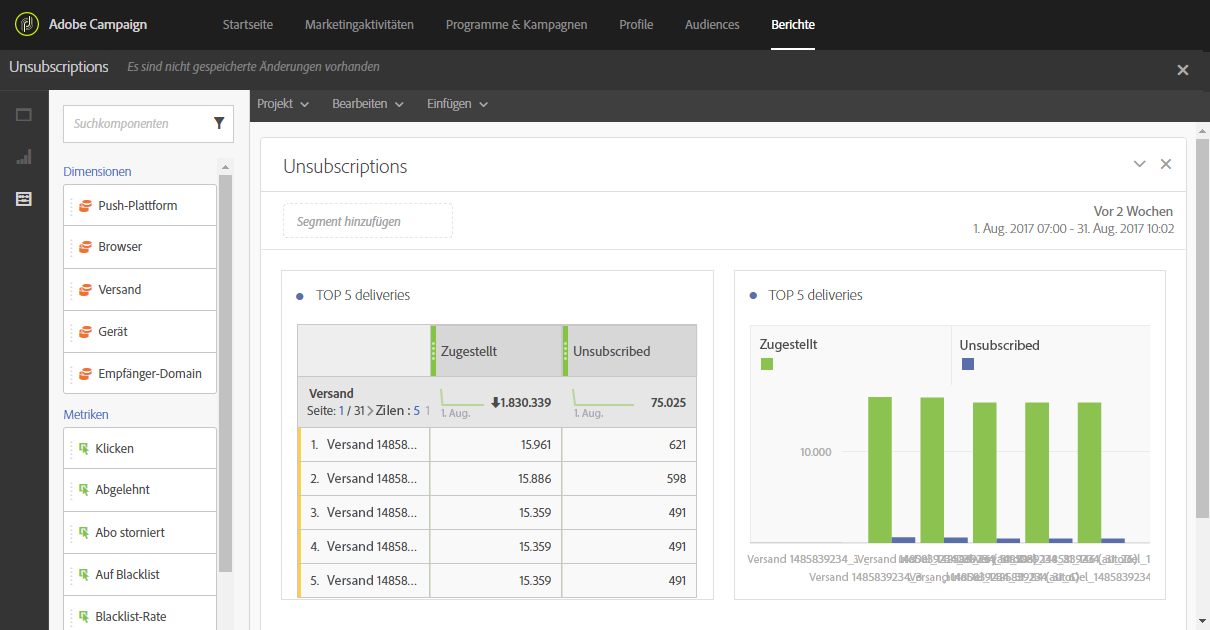 Adobe Campaign
Startseite Marketingaktivitäten Programme & Kampagnen Profile Audiences Berichte
Unsubscriptions Es sind nicht gespeicherte Änderungen vorhanden
Projekt Bearbeiten Einfügen
Suchkomponenten
Dimensionen
Push-Plattform
Browser
Versand
Gerät
Empfänger-Domain
Metriken
Klicken
Abgelehnt
Abo storniert
Auf Blacklist
Blacklist-Rate
Unsubscriptions
Segment hinzufügen
Vor 2 Wochen
1. Aug. 2017 07:00 - 31. Aug. 2017 10:02
TOP 5 deliveries
Zugestellt Unsubscribed
Versand
Seite: 1 / 31 > Zilen : 5 1
1.830.339 75.025
1. Aug. 1. Aug.
1. Versand 14858... 15.961 621
2. Versand 14858... 15.886 598
3. Versand 14858... 15.359 491
4. Versand 14858... 15.359 491
5. Versand 14858... 15.359 491
TOP 5 deliveries
Zugestellt Unsubscribed
10.000
Versand 1485839234_3
Versand 1485839234_3